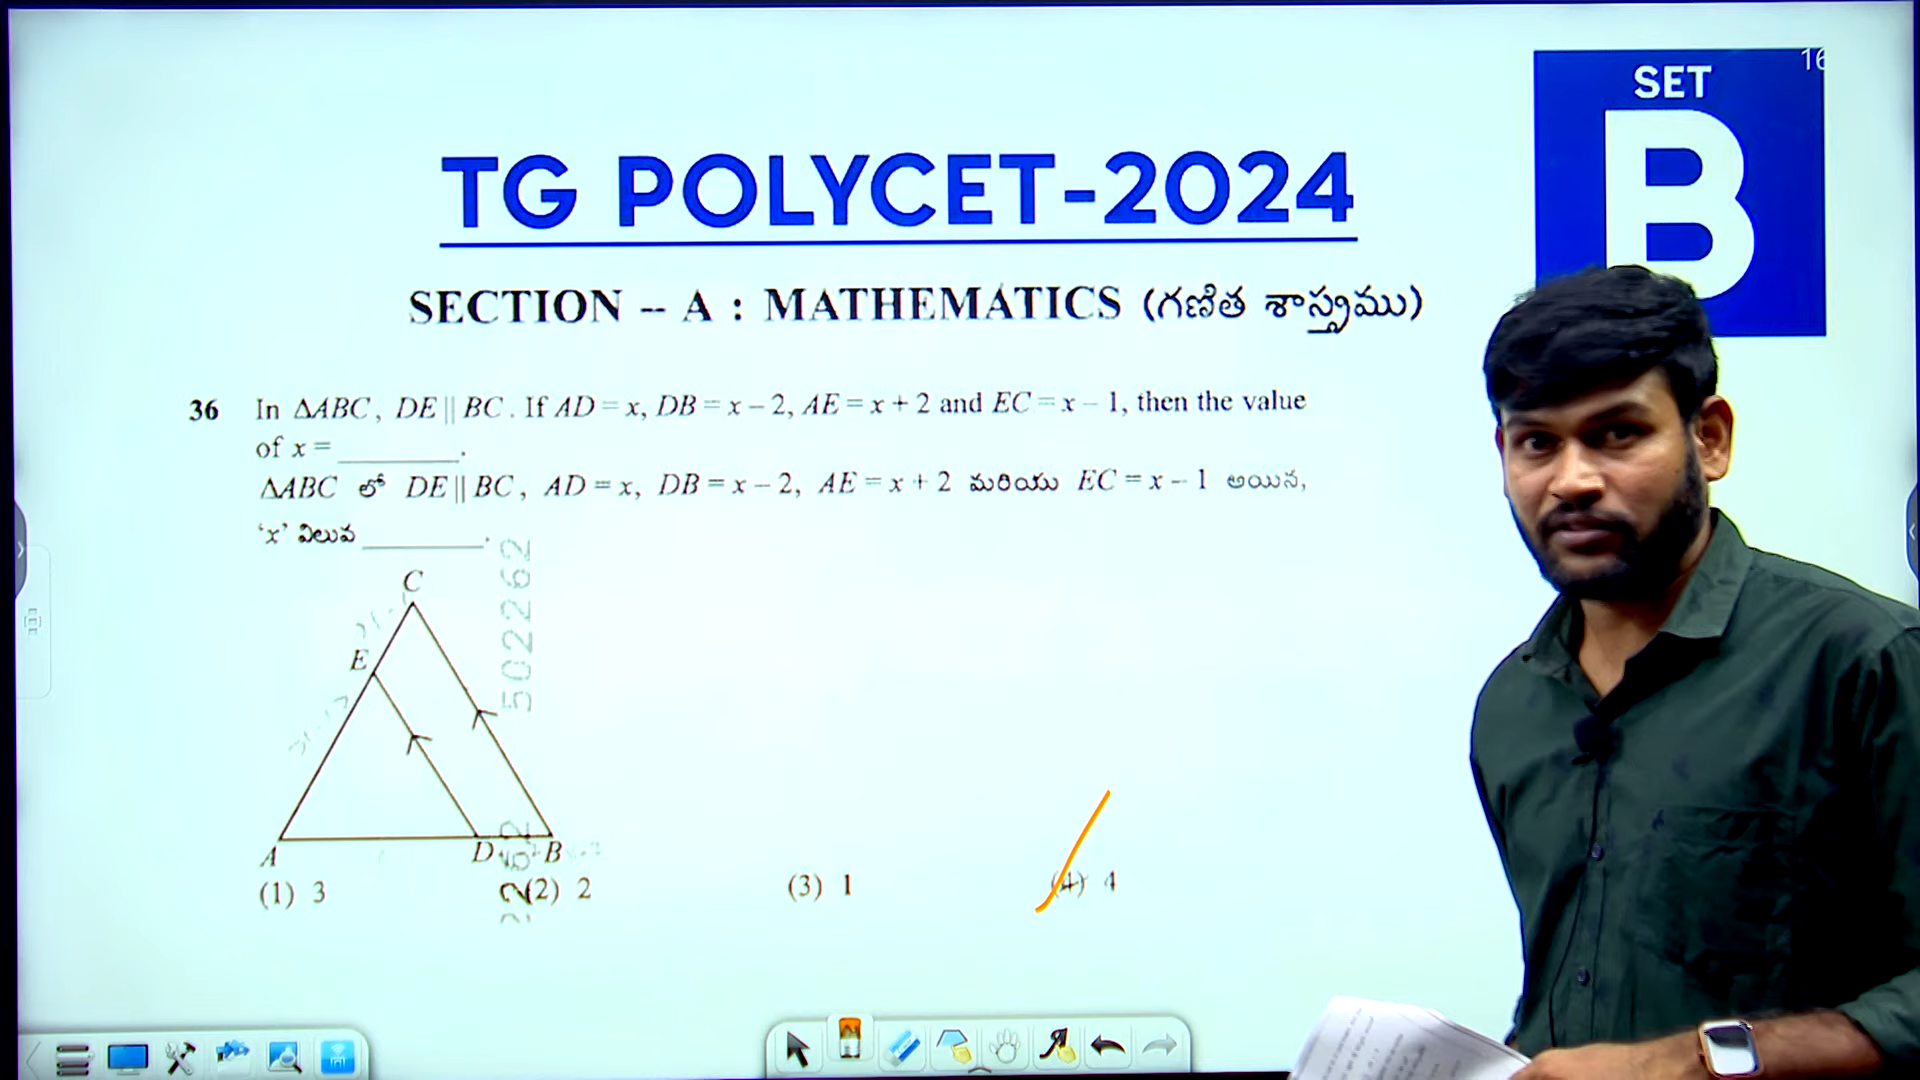 16
SET
B
TG POLYCET-2024
SECTION – A : MATHEMATICS (గణిత శాస్త్రము)
36 In ΔABC, DE || BC. If AD = x, DB = x – 2, AE = x + 2 and EC = x – 1, then the value
of x = ________.
ΔABC లో DE || BC, AD = x, DB = x – 2, AE = x + 2 మరియు EC = x – 1 అయిన,
‘x’ విలువ ________.
502262
C
E
A D B
(1) 3 (2) 2 (3) 1 (4) 4